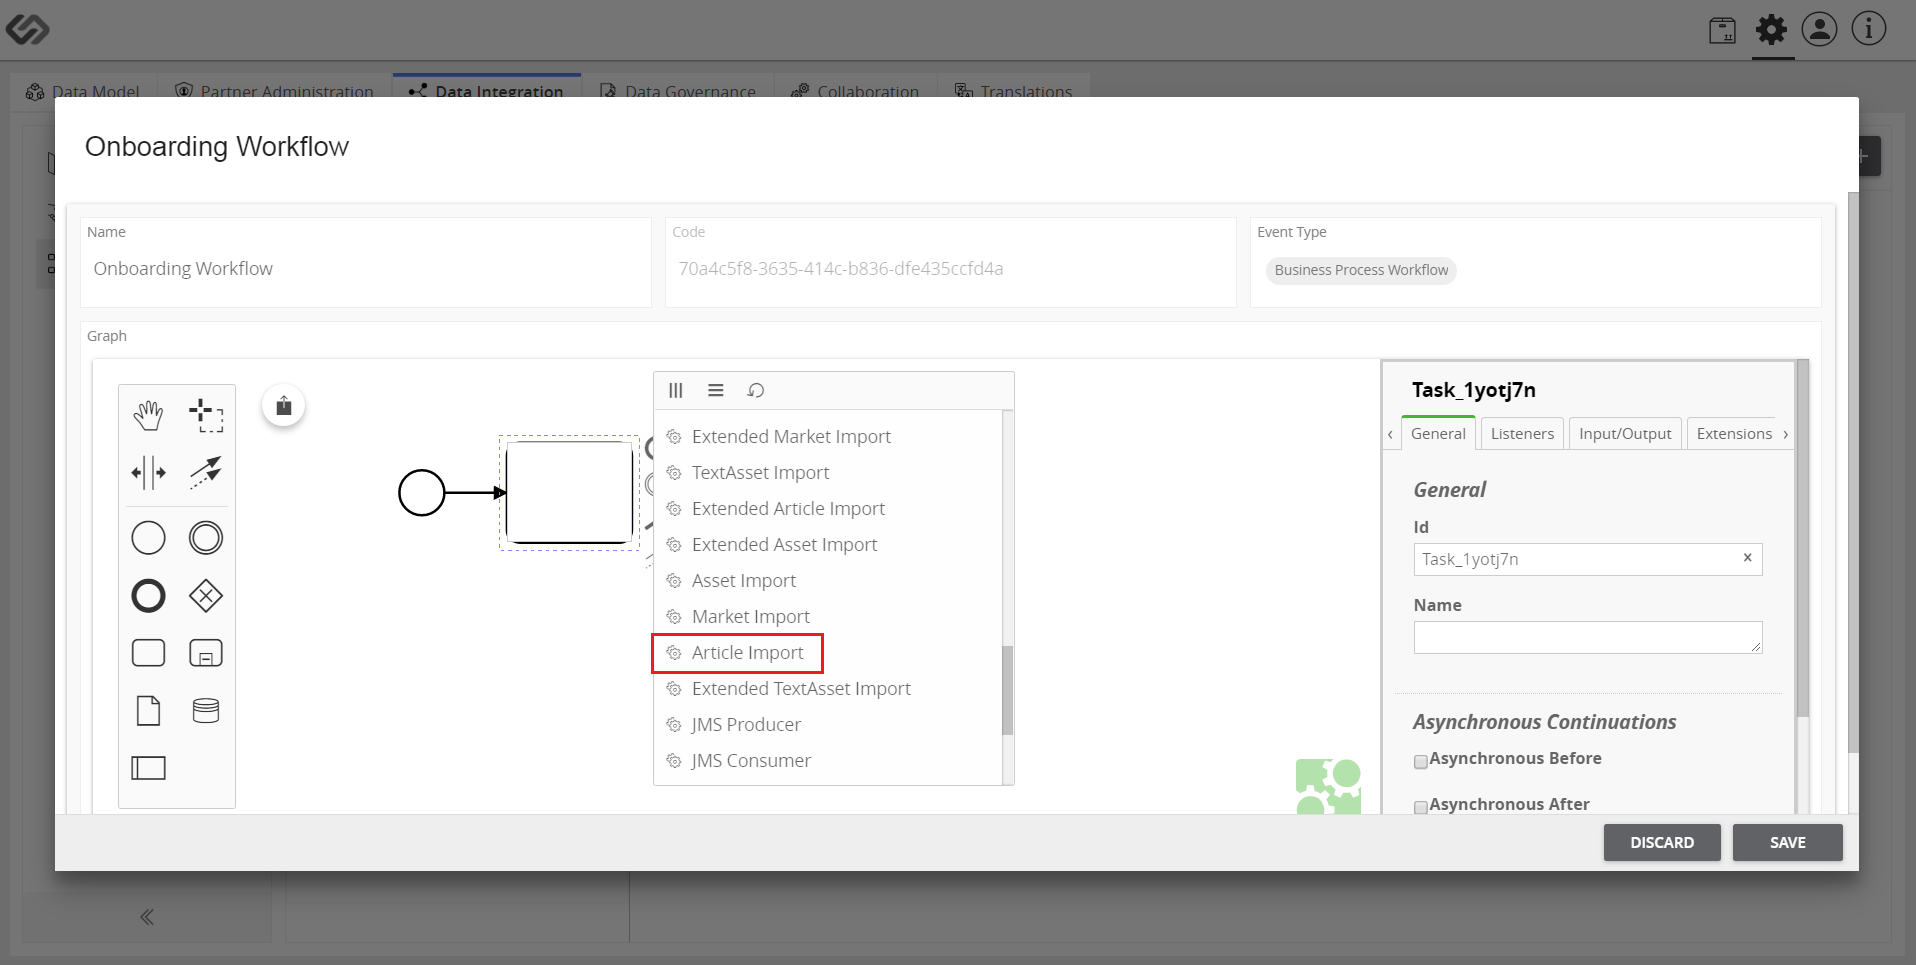 Data Model
Partner Administration
Data Integration
Data Governance
Collaboration
Translations
Onboarding Workflow
Name
Onboarding Workflow
Code
70a4c5f8-3635-414c-b836-dfe435ccfd4a
Event Type
Business Process Workflow
Graph
Extended Market Import
TextAsset Import
Extended Article Import
Extended Asset Import
Asset Import
Market Import
Article Import
Extended TextAsset Import
JMS Producer
JMS Consumer
Task_1yotj7n
General
Listeners
Input/Output
Extensions
General
Id
Task_1yotj7n
Name
Asynchronous Continuations
Asynchronous Before
Asynchronous After
DISCARD
SAVE